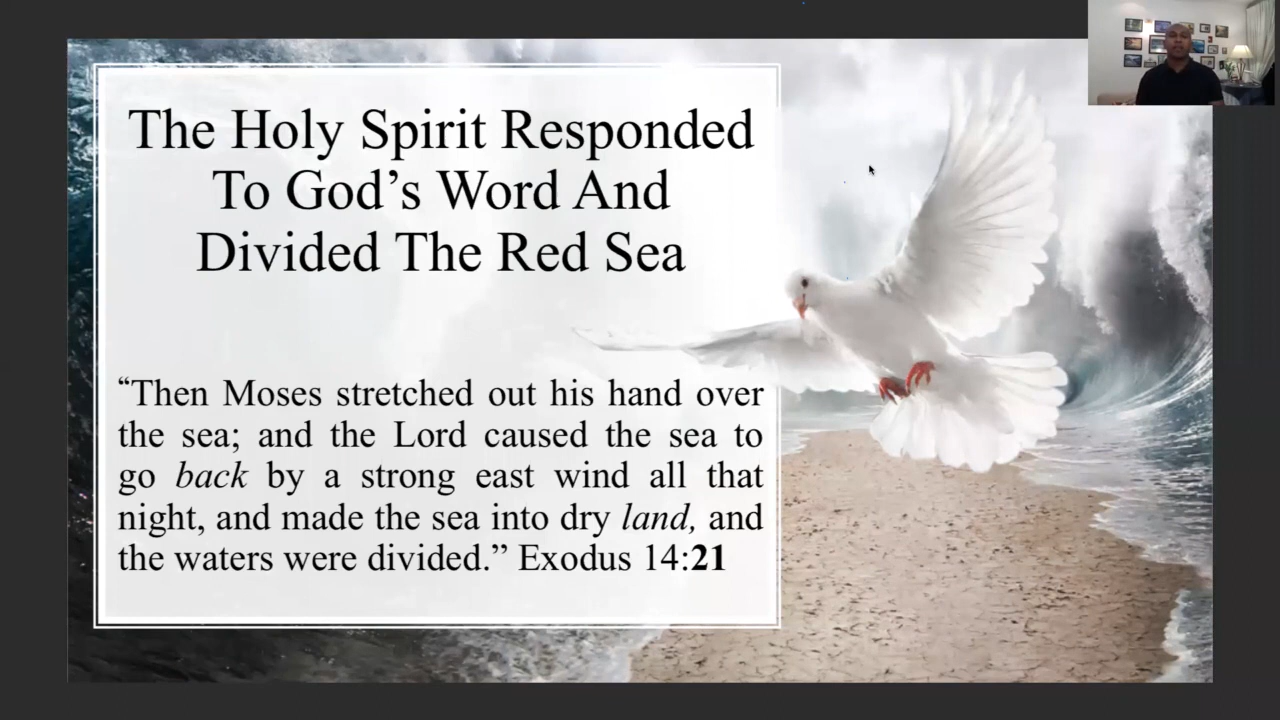 The Holy Spirit Responded
To God’s Word And
Divided The Red Sea
“Then Moses stretched out his hand over
the sea; and the Lord caused the sea to
go back by a strong east wind all that
night, and made the sea into dry land, and
the waters were divided.” Exodus 14:21